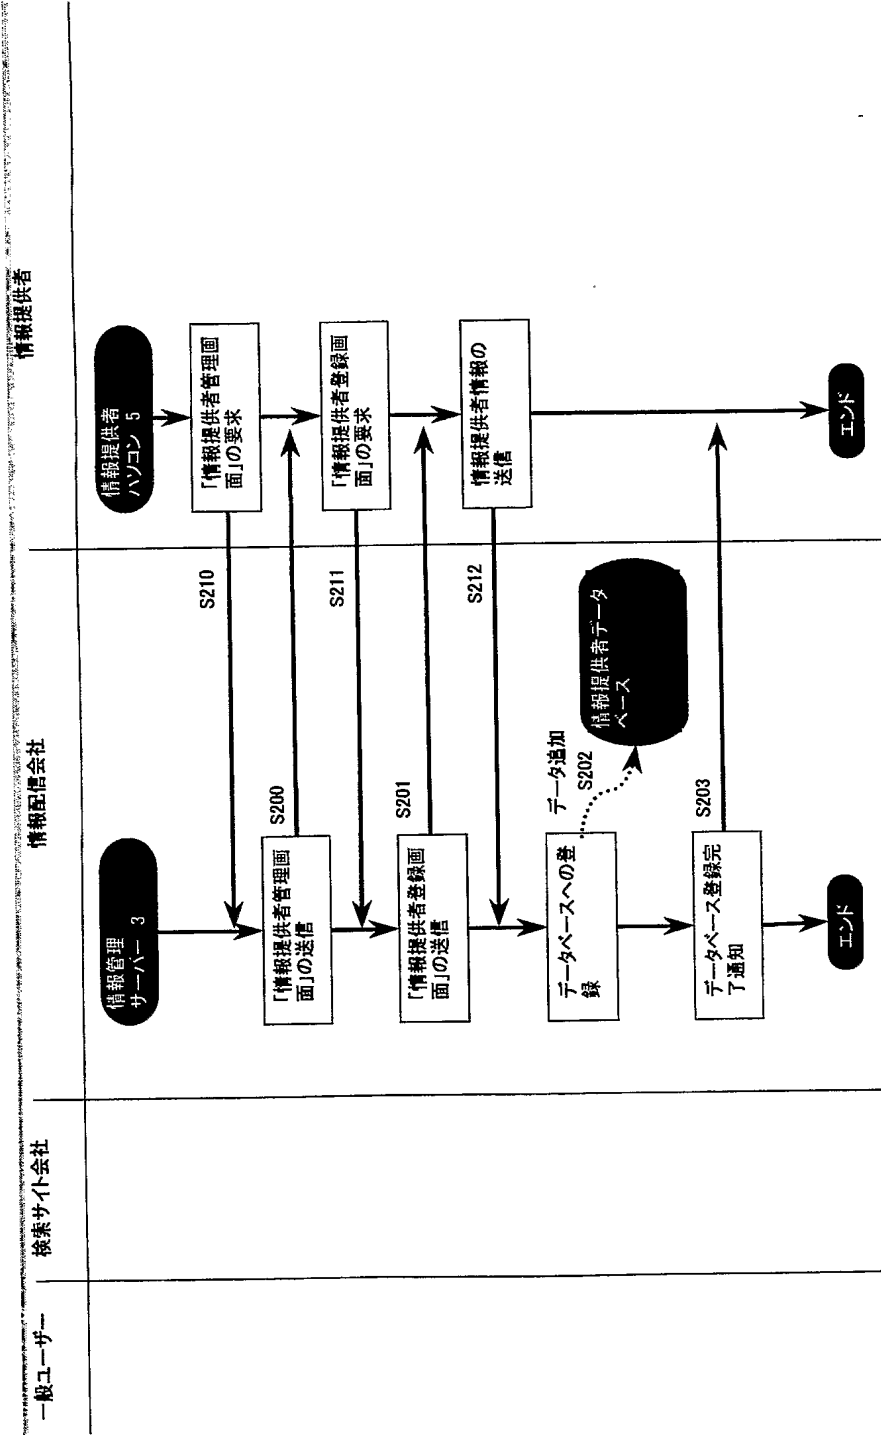 一般ユーザー
検索サイト会社
情報配信会社
情報提供者
情報管理
サーバー 3
情報提供者
パソコン 5
「情報提供者管理画
面」の要求
S210
「情報提供者管理画
面」の送信
S200
「情報提供者登録画
面」の要求
S211
「情報提供者登録画
面」の送信
S201
情報提供者情報の
送信
S212
データベースへの登
録
データ追加
S202
情報提供者データ
ベース
データベース登録完
了通知
S203
エンド
エンド